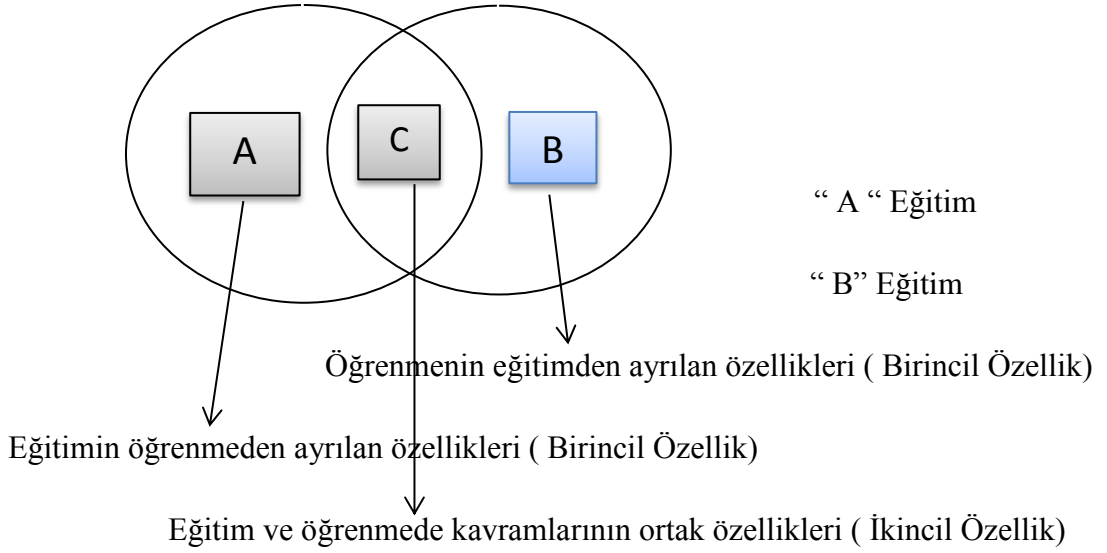 A
C
B
“ A “ Eğitim
“ B” Eğitim
Öğrenmenin eğitimden ayrılan özellikleri ( Birincil Özellik)
Eğitimin öğrenmeden ayrılan özellikleri ( Birincil Özellik)
Eğitim ve öğrenmede kavramlarının ortak özellikleri ( İkincil Özellik)